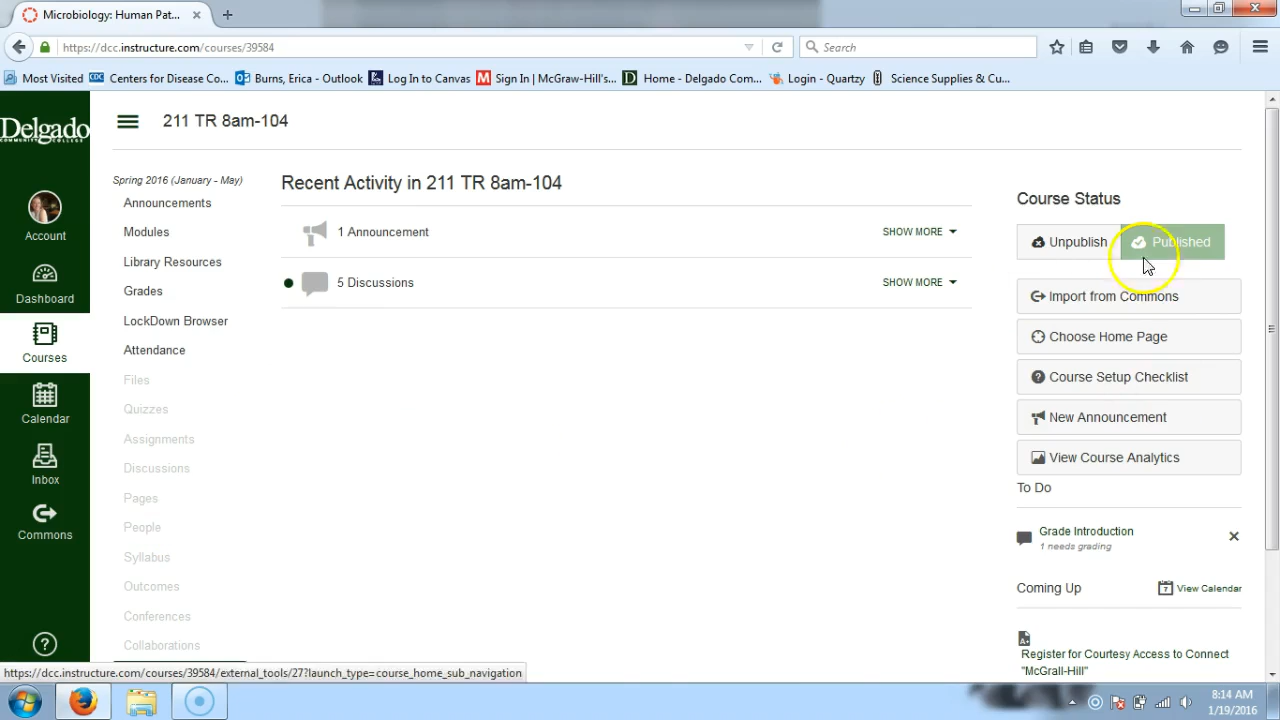 Microbiology: Human Pat...
https://dcc.instructure.com/courses/39584
Search
Most Visited
CDC Centers for Disease Co...
Burns, Erica - Outlook
Log In to Canvas
M Sign In | McGraw-Hill's...
D Home - Delgado Com...
Login - Quartzy
Science Supplies & Cu...
Delgado
COMMUNITY COLLEGE
Account
Dashboard
Courses
Calendar
Inbox
Commons
211 TR 8am-104
Spring 2016 (January - May)
Announcements
Modules
Library Resources
Grades
LockDown Browser
Attendance
Files
Quizzes
Assignments
Discussions
Pages
People
Syllabus
Outcomes
Conferences
Collaborations
Recent Activity in 211 TR 8am-104
1 Announcement
SHOW MORE
5 Discussions
SHOW MORE
Course Status
Unpublish
Published
Import from Commons
Choose Home Page
Course Setup Checklist
New Announcement
View Course Analytics
To Do
Grade Introduction
1 needs grading
Coming Up
7 View Calendar
Register for Courtesy Access to Connect
"McGrall-Hill"
https://dcc.instructure.com/courses/39584/external_tools/27?launch_type=course_home_sub_navigation
8:14 AM
1/19/2016